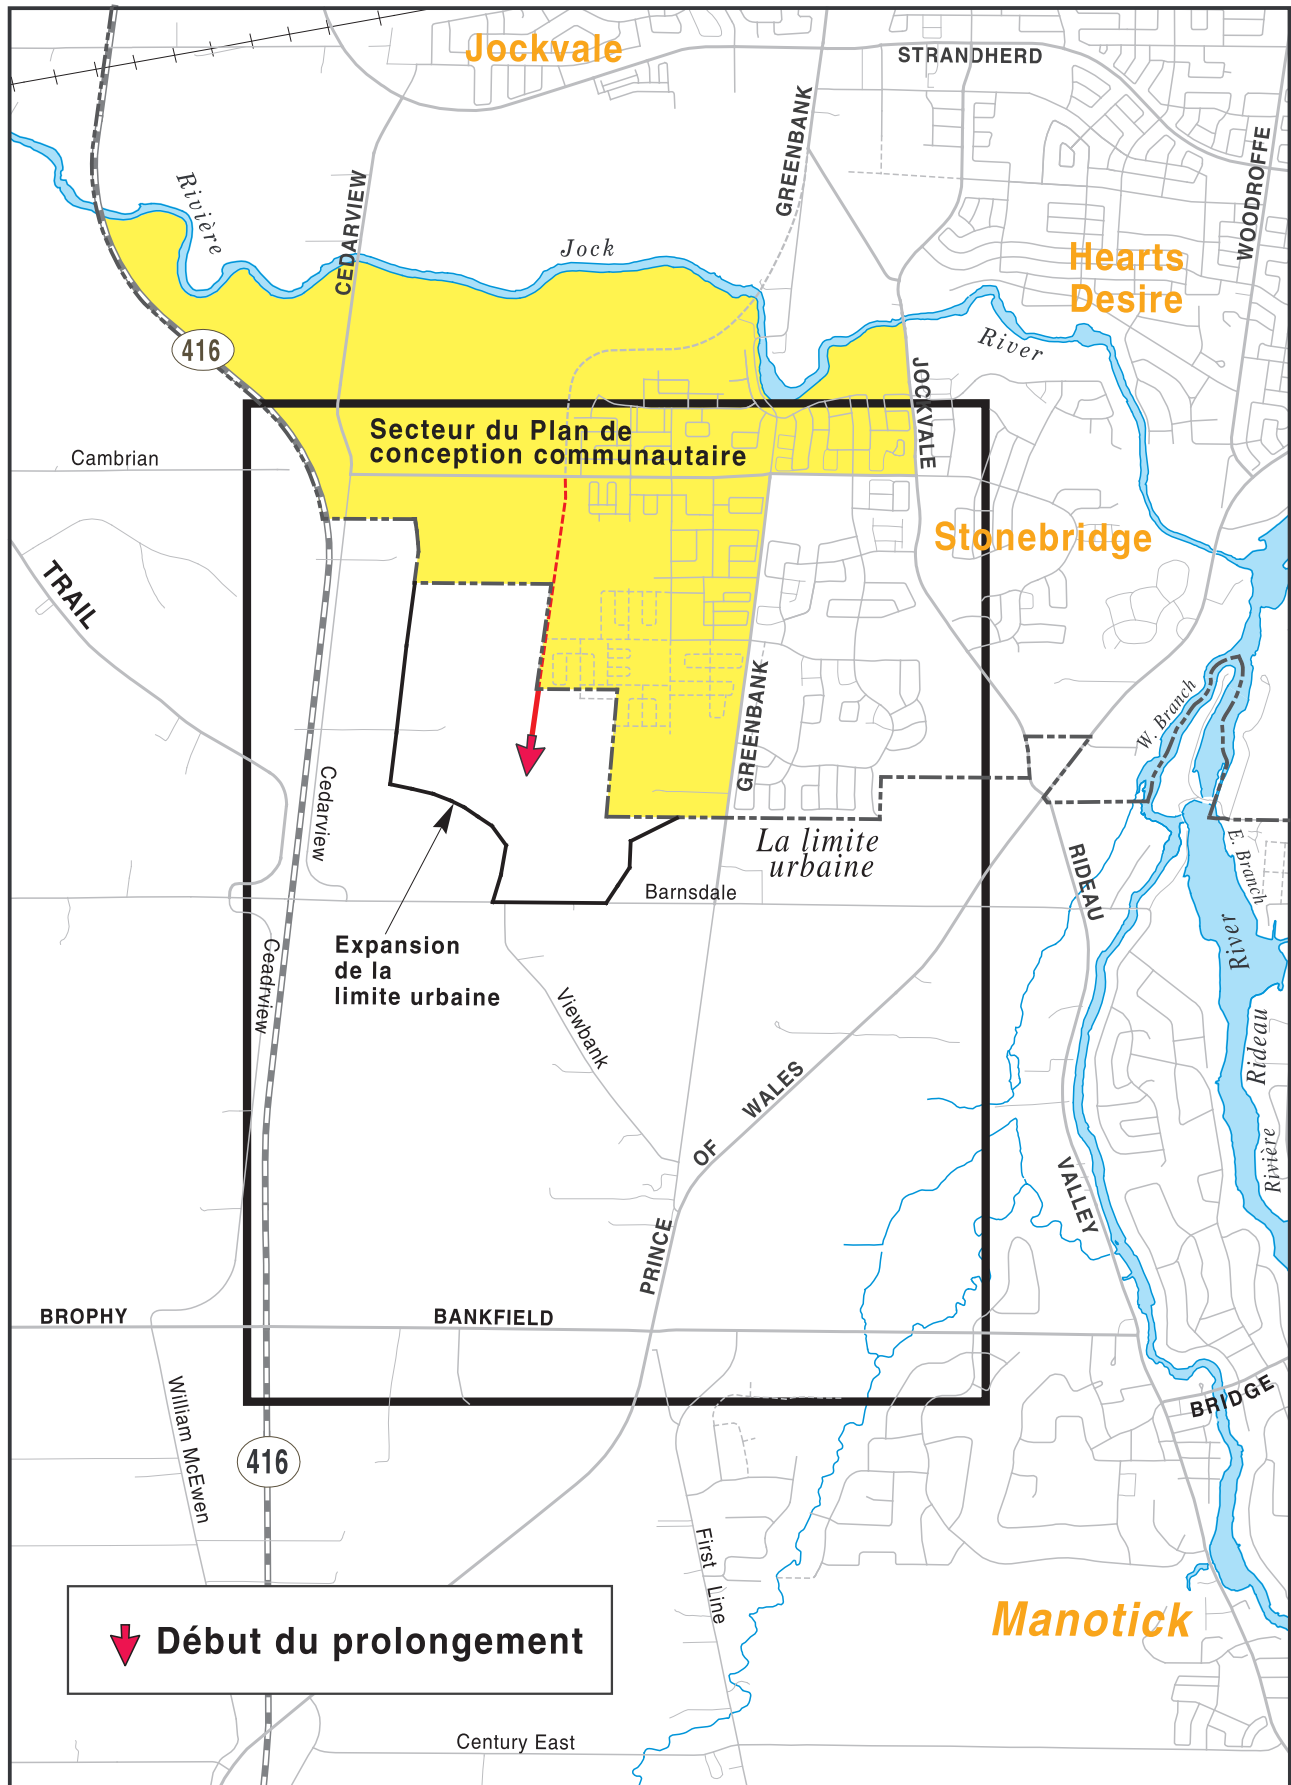 Jockvale
STRANDHERD
GREENBANK
WOODROFFE
Rivière
CEDARVIEW
Jock
Hearts
Desire
River
416
JOCKVALE
Secteur du Plan de
conception communautaire
Cambrian
Stonebridge
TRAIL
W. Branch
GREENBANK
Cedarview
La limite
urbaine
E. Branch
RIDEAU
Barnsdale
River
Expansion
de la
limite urbaine
Ceadrview
Viewbank
Rideau
WALES
OF
Rivière
VALLEY
PRINCE
BROPHY
BANKFIELD
BRIDGE
William McEwen
416
First Line
Manotick
Début du prolongement
Century East